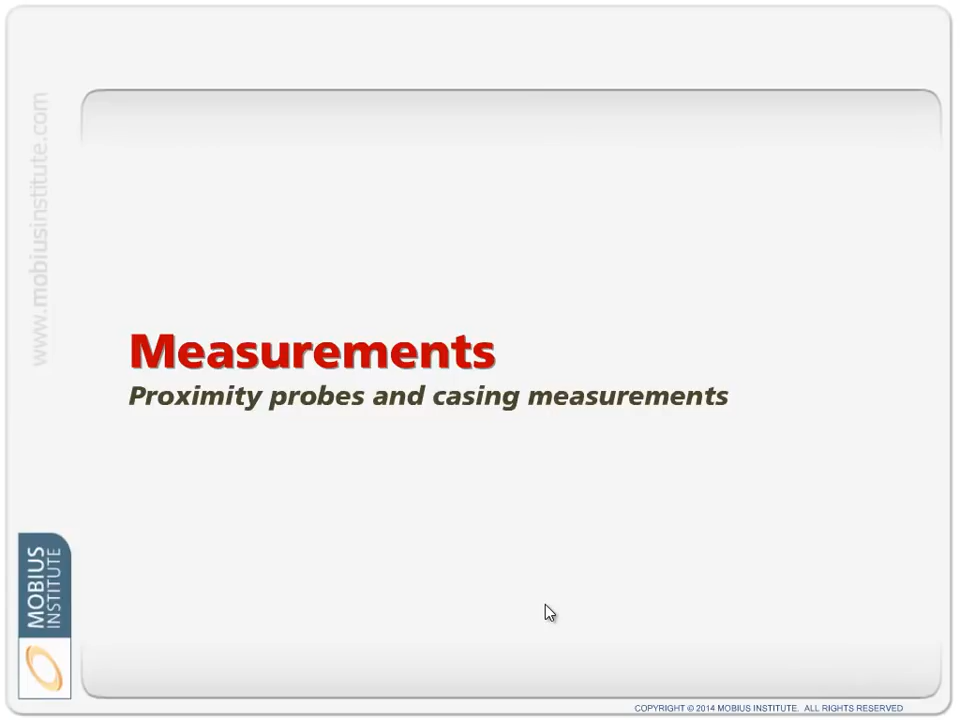 www.mobiusinstitute.com
Measurements
Proximity probes and casing measurements
MOBIUS
INSTITUTE
COPYRIGHT © 2014 MOBIUS INSTITUTE. ALL RIGHTS RESERVED